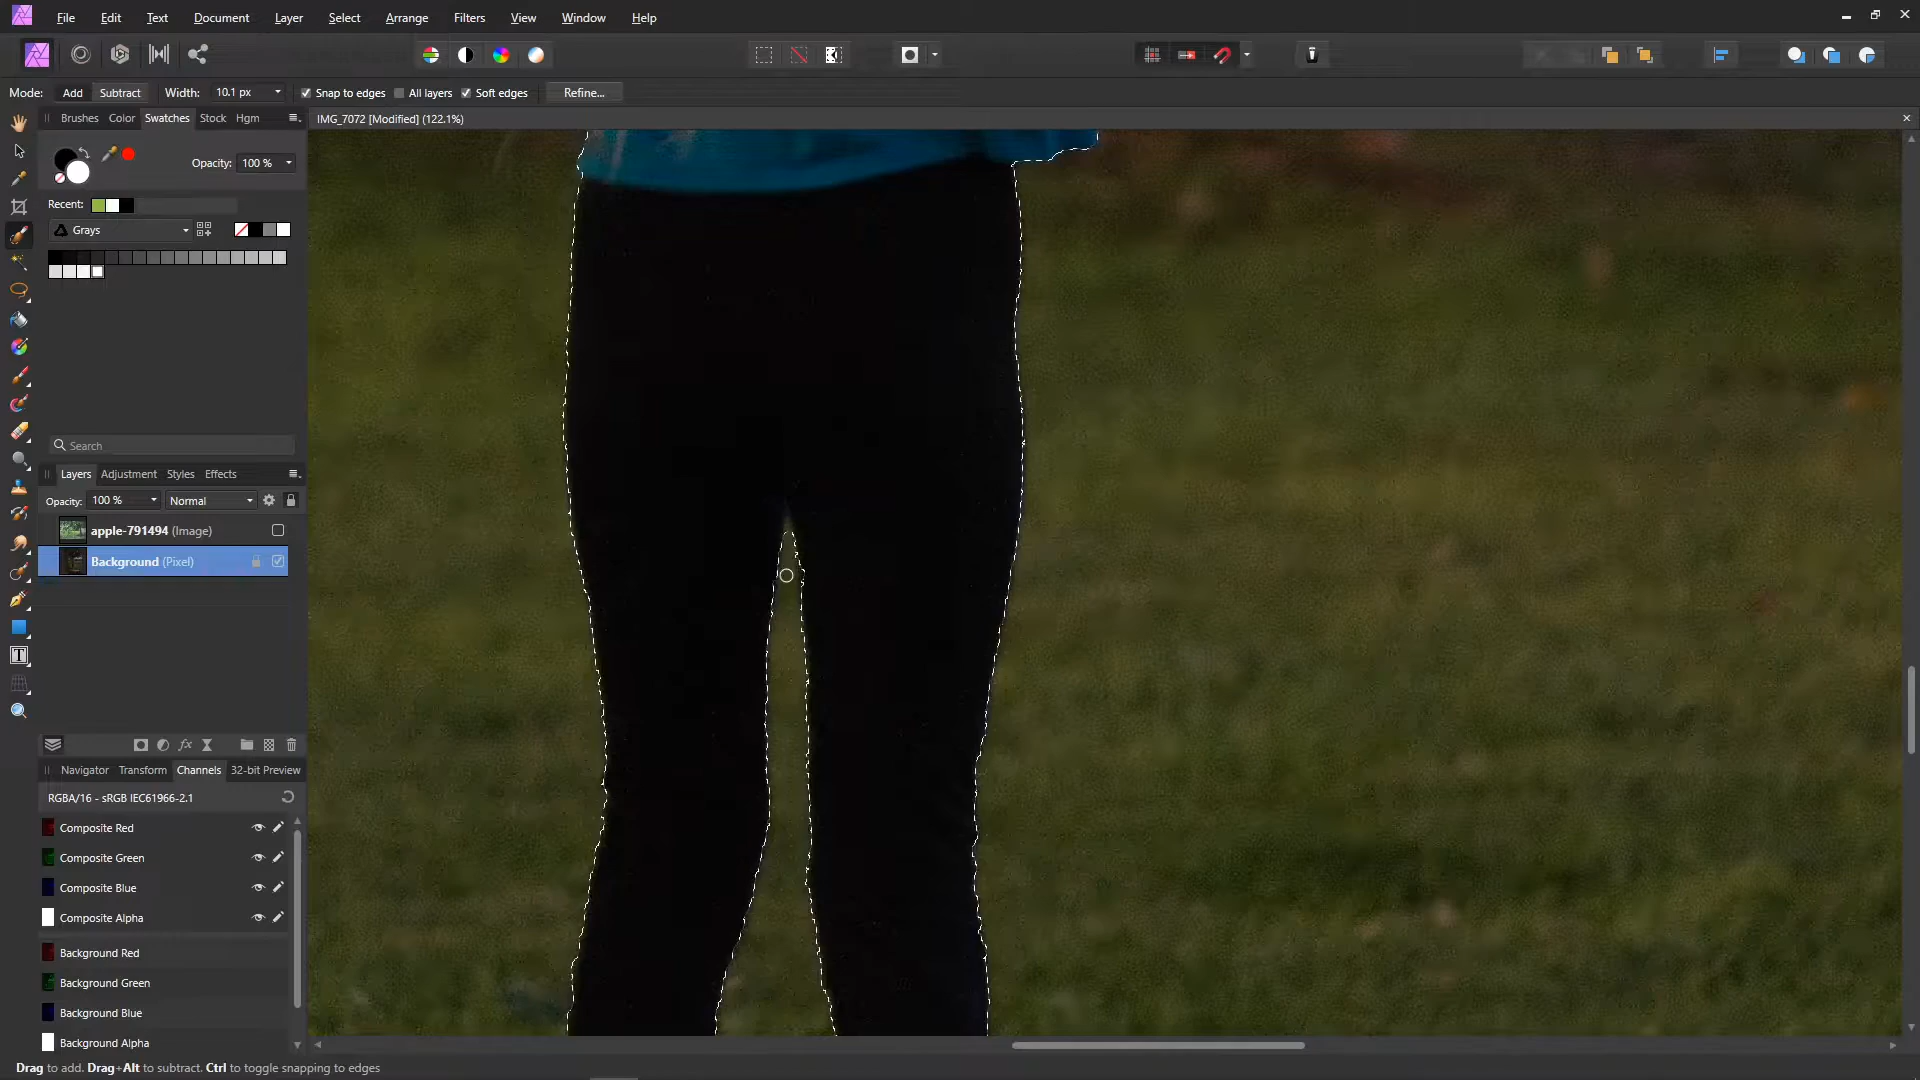 File Edit Text Document Layer Select Arrange Filters View Window Help
Mode: Add Subtract Width: 10.1 px Snap to edges All layers Soft edges Refine...
Brushes Color Swatches Stock Hgm
IMG_7072 [Modified] (122.1%)
Opacity: 100 %
Recent:
Grays
Search
Layers Adjustment Styles Effects
Opacity: 100 % Normal
apple-791494 (Image)
Background (Pixel)
Navigator Transform Channels 32-bit Preview
RGBA/16 - sRGB IEC61966-2.1
Composite Red
Composite Green
Composite Blue
Composite Alpha
Background Red
Background Green
Background Blue
Background Alpha
Drag to add. Drag+Alt to subtract. Ctrl to toggle snapping to edges